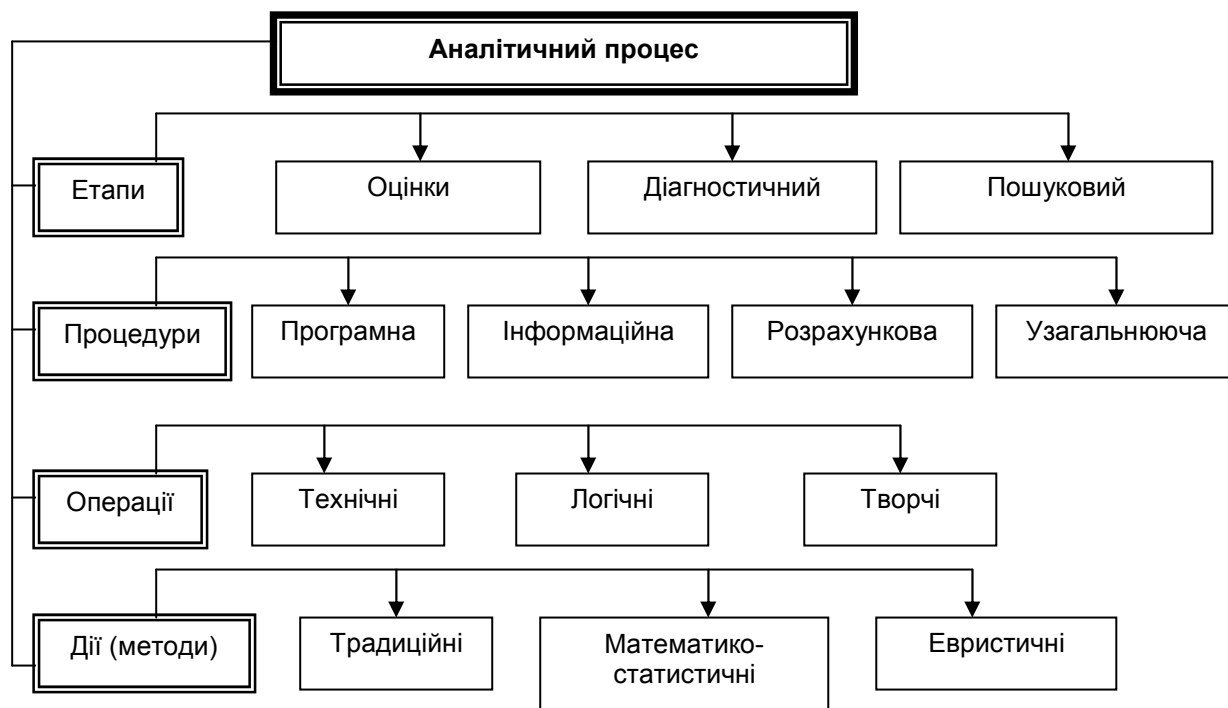 Аналітичний процес
Етапи
Оцінки
Діагностичний
Пошуковий
Процедури
Програмна
Інформаційна
Розрахункова
Узагальнююча
Операції
Технічні
Логічні
Творчі
Дії (методи)
Традиційні
Математико-
статистичні
Евристичні